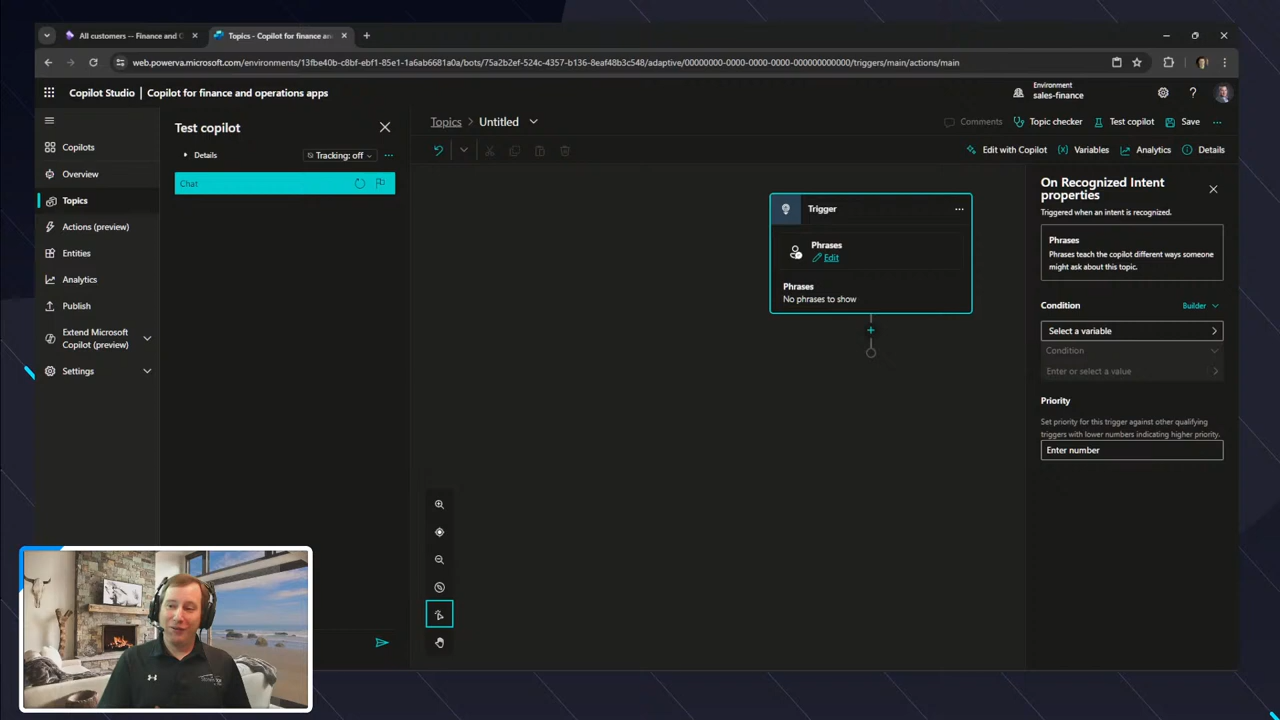 All customers -- Finance and O
Topics - Copilot for finance and
web.powerva.microsoft.com/environments/13fbe40b-c8bf-ebf1-85e1-1a6ab6681a0a/bots/75a2b2ef-524c-4357-b136-8eaf48b3c548/adaptive/00000000-0000-0000-0000-000000000000/triggers/main/actions/main
Copilot Studio | Copilot for finance and operations apps
Environment
sales-finance
Copilots
Overview
Topics
Actions (preview)
Entities
Analytics
Publish
Extend Microsoft
Copilot (preview)
Settings
Test copilot
Details
Tracking: off
Chat
Topics > Untitled
Comments
Topic checker
Test copilot
Save
Edit with Copilot
Variables
Analytics
Details
Trigger
Phrases
Edit
Phrases
No phrases to show
On Recognized Intent
properties
Triggered when an intent is recognized.
Phrases
Phrases teach the copilot different ways someone
might ask about this topic.
Condition
Builder
Select a variable
Condition
Enter or select a value
Priority
Set priority for this trigger against other qualifying
triggers with lower numbers indicating higher priority.
Enter number